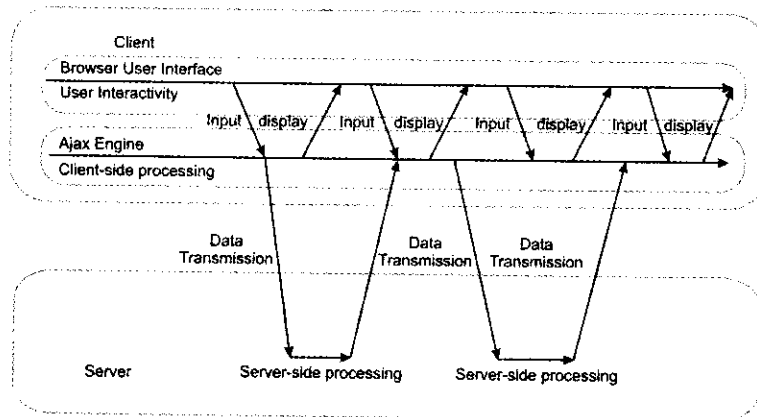 Client
Browser User Interface
User Interactivity
Input display Input display Input display Input display
Ajax Engine
Client-side processing
Data
Transmission
Data
Transmission
Data
Transmission
Server
Server-side processing
Server-side processing